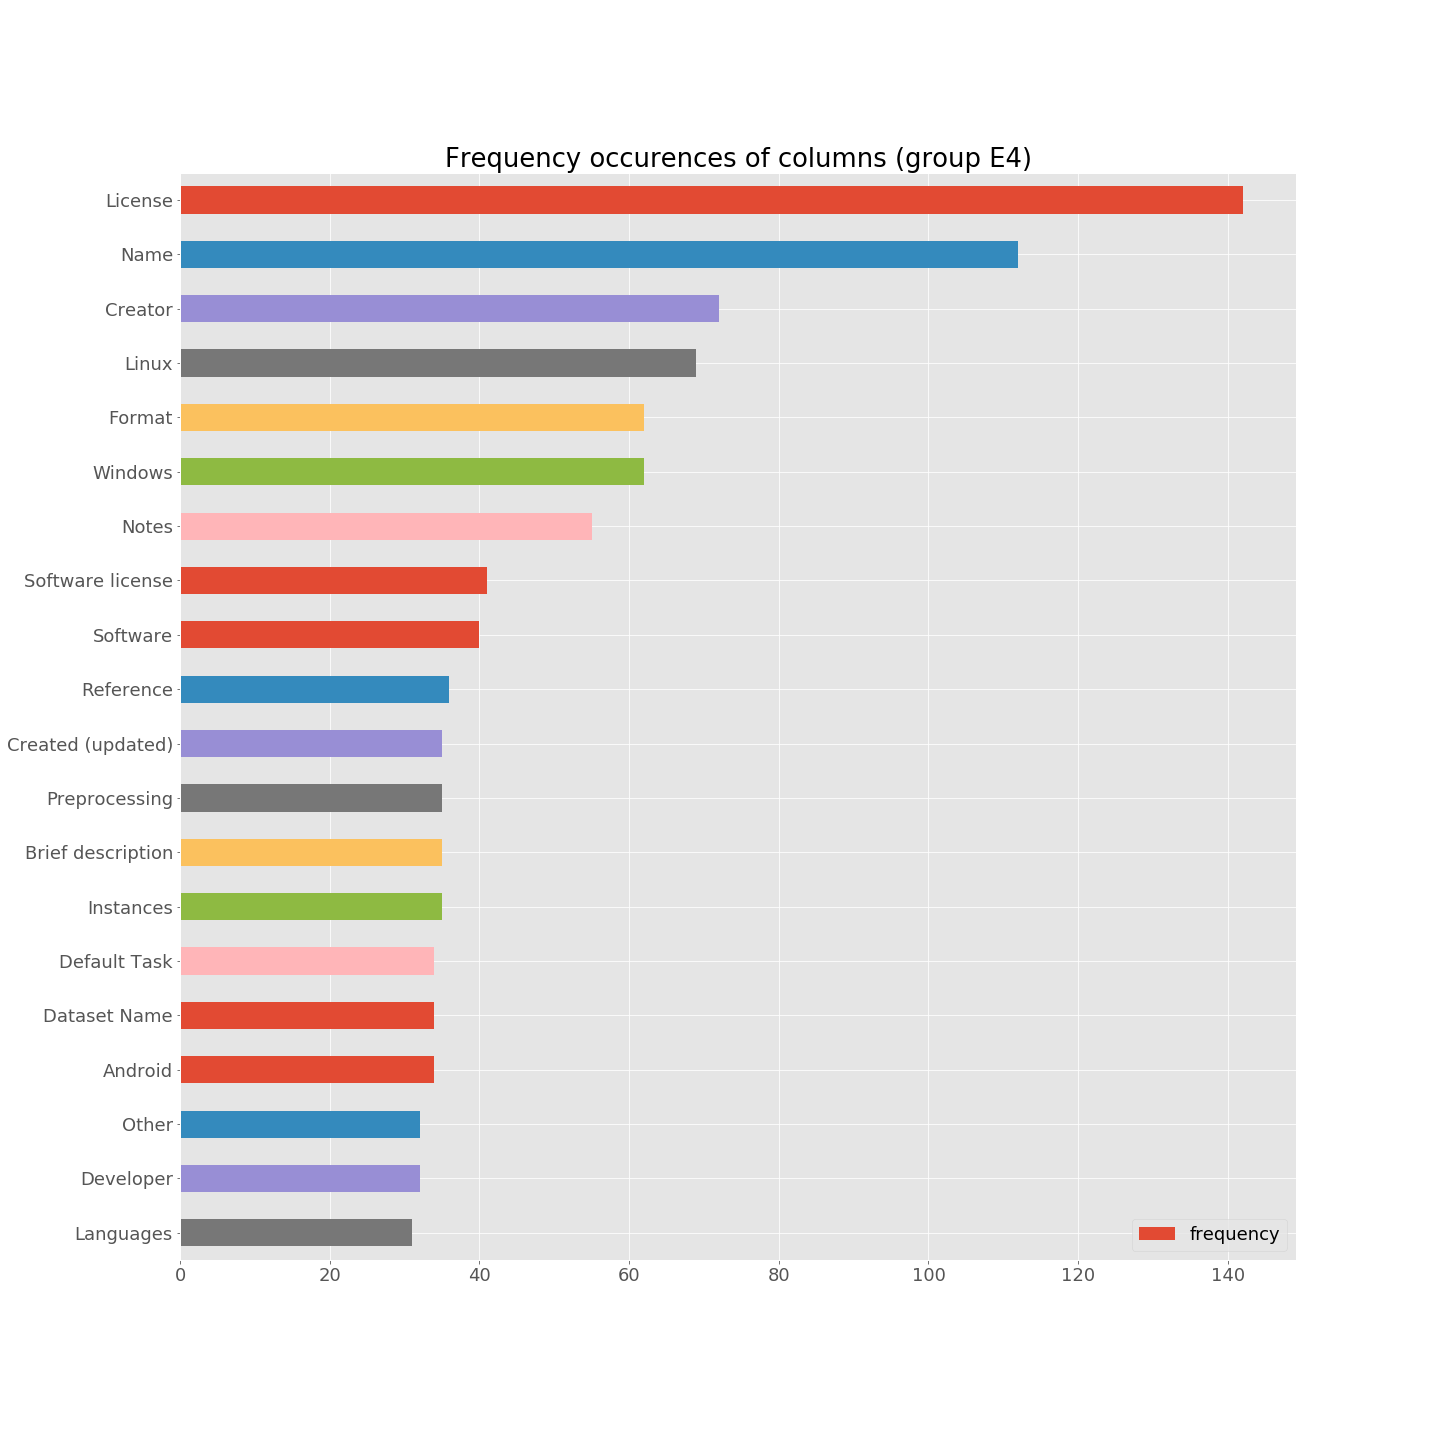 Frequency occurences of columns (group E4)
License
Name
Creator
Linux
Format
Windows
Notes
Software license
Software
Reference
Created (updated)
Preprocessing
Brief description
Instances
Default Task
Dataset Name
Android
Other
Developer
Languages
frequency
0 20 40 60 80 100 120 140